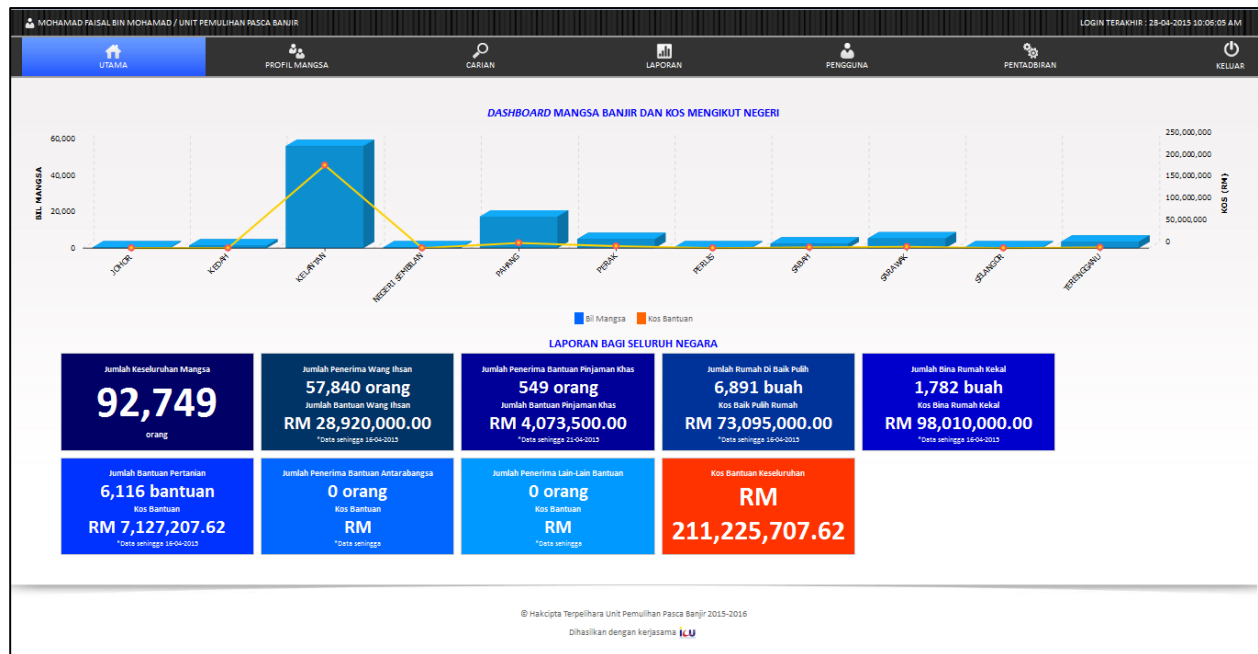 MOHAMAD FAISAL BIN MOHAMAD / UNIT PEMULIHAN PASCA BANJIR
LOGIN TERAKHIR : 28-04-2015 10:06:05 AM
UTAMA
PROFIL MANGSA
CARIAN
LAPORAN
PENGGUNA
PENTADBIRAN
KELUAR
DASHBOARD MANGSA BANJIR DAN KOS MENGIKUT NEGERI
BIL MANGSA
60,000
40,000
20,000
0
250,000,000
200,000,000
150,000,000
100,000,000
50,000,000
0
KOS (RM)
JOHOR
KEDAH
KELANTAN
NEGERI SEMBILAN
PAHANG
PERAK
PERLIS
SABAH
SARAWAK
SELANGOR
TERENGGANU
Bil Mangsa
Kos Bantuan
LAPORAN BAGI SELURUH NEGARA
Jumlah Keseluruhan Mangsa
92,749
orang
Jumlah Penerima Wang Ihsan
57,840 orang
Jumlah Bantuan Wang Ihsan
RM 28,920,000.00
*Data sehingga 16-04-2015
Jumlah Penerima Bantuan Pinjaman Khas
549 orang
Jumlah Bantuan Pinjaman Khas
RM 4,073,500.00
*Data sehingga 21-04-2015
Jumlah Rumah Di Baik Pulih
6,891 buah
Kos Baik Pulih Rumah
RM 73,095,000.00
*Data sehingga 16-04-2015
Jumlah Bina Rumah Kekal
1,782 buah
Kos Bina Rumah Kekal
RM 98,010,000.00
*Data sehingga 16-04-2015
Jumlah Bantuan Pertanian
6,116 bantuan
Kos Bantuan
RM 7,127,207.62
*Data sehingga 16-04-2015
Jumlah Penerima Bantuan Antarabangsa
0 orang
Kos Bantuan
RM
*Data sehingga
Jumlah Penerima Lain-Lain Bantuan
0 orang
Kos Bantuan
RM
*Data sehingga
Kos Bantuan Keseluruhan
RM
211,225,707.62
© Hakcipta Terpelihara Unit Pemulihan Pasca Banjir 2015-2016
Dihasilkan dengan kerjasama icu